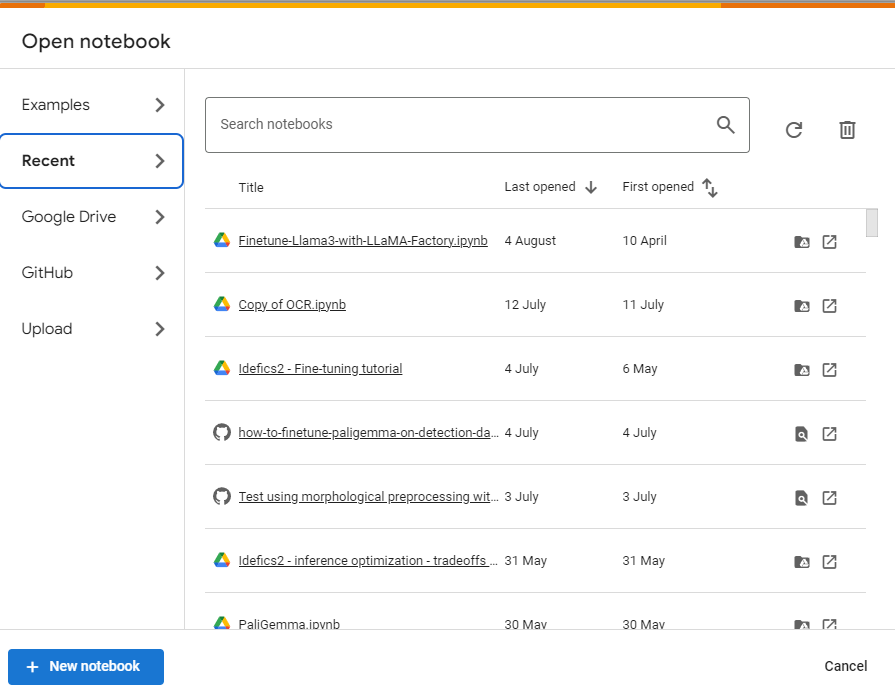 Open notebook
Examples
Recent
Google Drive
GitHub
Upload
Search notebooks
Title Last opened First opened
Finetune-Llama3-with-LLaMA-Factory.ipynb 4 August 10 April
Copy of OCR.ipynb 12 July 11 July
Idefics2 - Fine-tuning tutorial 4 July 6 May
how-to-finetune-paligemma-on-detection-da... 4 July 4 July
Test using morphological preprocessing wit... 3 July 3 July
Idefics2 - inference optimization - tradeoffs ... 31 May 31 May
PaliGemma.ipynb 30 May 30 May
+ New notebook Cancel